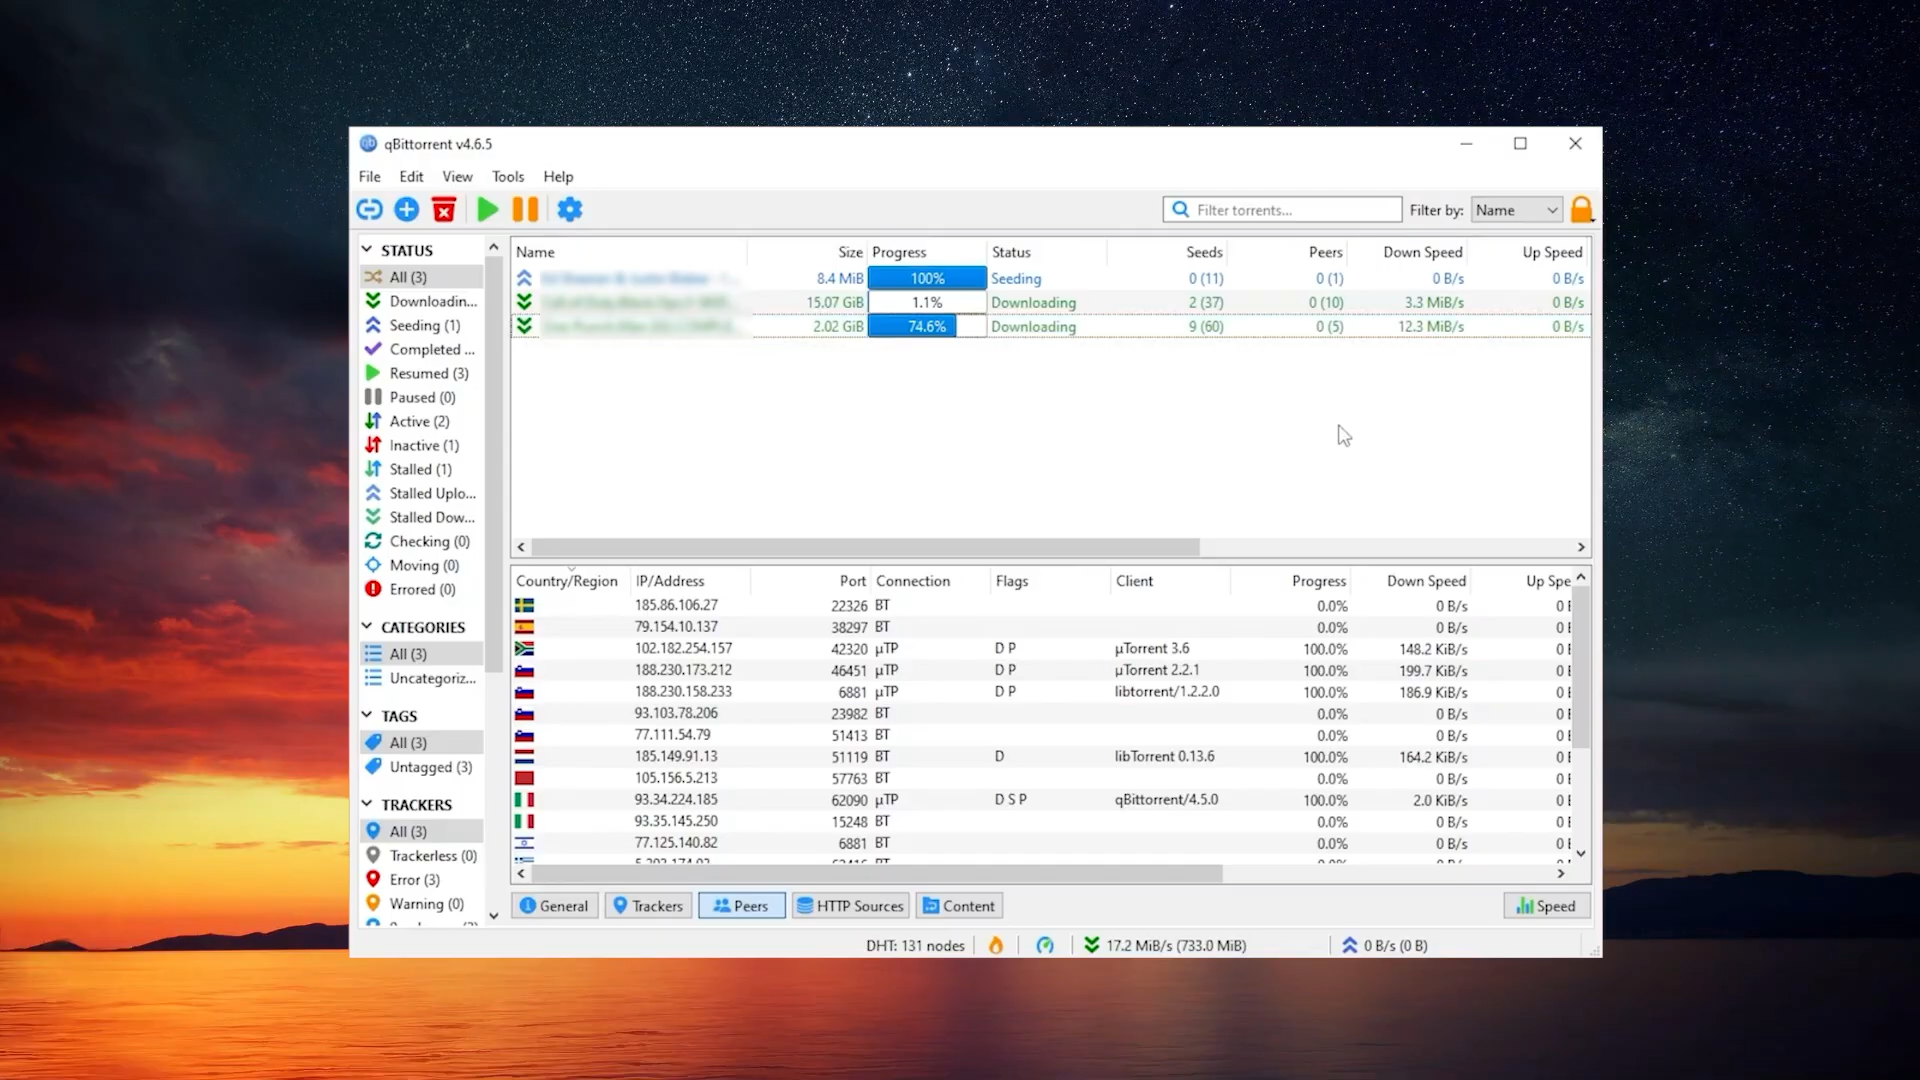 qBittorrent v4.6.5
File Edit View Tools Help
Filter torrents... Filter by: Name
STATUS
All (3)
Downloadin...
Seeding (1)
Completed ...
Resumed (3)
Paused (0)
Active (2)
Inactive (1)
Stalled (1)
Stalled Uplo...
Stalled Dow...
Checking (0)
Moving (0)
Errored (0)
CATEGORIES
All (3)
Uncategoriz...
TAGS
All (3)
Untagged (3)
TRACKERS
All (3)
Trackerless (0)
Error (3)
Warning (0)
Name Size Progress Status Seeds Peers Down Speed Up Speed
8.4 MiB 100% Seeding 0 (11) 0 (1) 0 B/s 0 B/s
15.07 GiB 1.1% Downloading 2 (37) 0 (10) 3.3 MiB/s 0 B/s
2.02 GiB 74.6% Downloading 9 (60) 0 (5) 12.3 MiB/s 0 B/s
Country/Region IP/Address Port Connection Flags Client Progress Down Speed Up Spe
185.86.106.27 22326 BT 0.0% 0 B/s 0
79.154.10.137 38297 BT 0.0% 0 B/s 0
102.182.254.157 42320 μTP D P μTorrent 3.6 100.0% 148.2 KiB/s 0
188.230.173.212 46451 μTP D P μTorrent 2.2.1 100.0% 199.7 KiB/s 0
188.230.158.233 6881 μTP D P libtorrent/1.2.2.0 100.0% 186.9 KiB/s 0
93.103.78.206 23982 BT 0.0% 0 B/s 0
77.111.54.79 51413 BT 0.0% 0 B/s 0
185.149.91.13 51119 BT D libTorrent 0.13.6 100.0% 164.2 KiB/s 0
105.156.5.213 57763 BT 0.0% 0 B/s 0
93.34.224.185 62090 μTP D S P qBittorrent/4.5.0 100.0% 2.0 KiB/s 0
93.35.145.250 15248 BT 0.0% 0 B/s 0
77.125.140.82 6881 BT 0.0% 0 B/s 0
General Trackers Peers HTTP Sources Content Speed
DHT: 131 nodes 17.2 MiB/s (733.0 MiB) 0 B/s (0 B)